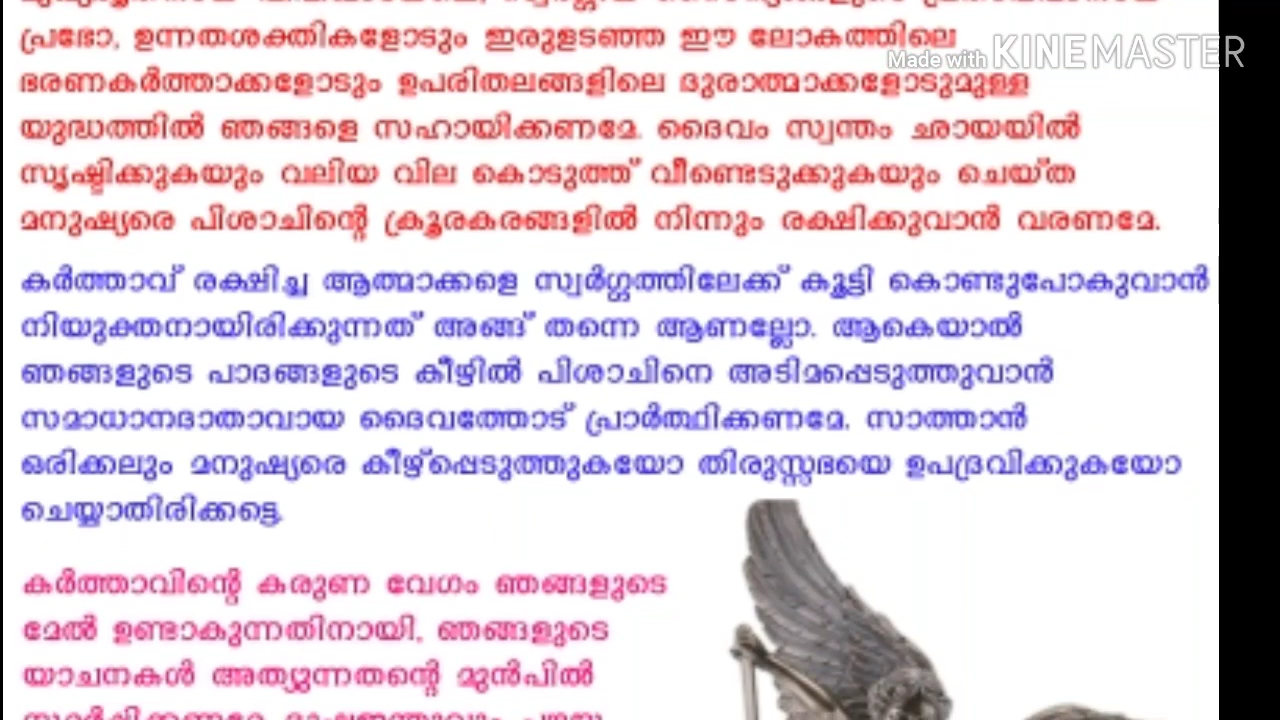 പ്രഭോ, ഉന്നതശക്തികളോടും ഇരുളടഞ്ഞ ഈ ലോകത്തിലെ
Made with KINEMASTER
ഭരണകർത്താക്കളോടും ഉപരിതലങ്ങളിലെ ദുരാത്മാക്കളോടുമുള്ള
യുദ്ധത്തിൽ ഞങ്ങളെ സഹായിക്കണമേ. ദൈവം സ്വന്തം ഛായയിൽ
സൃഷ്ടിക്കുകയും വലിയ വില കൊടുത്ത് വീണ്ടെടുക്കുകയും ചെയ്ത
മനുഷ്യരെ പിശാചിന്റെ ക്രൂരകരങ്ങളിൽ നിന്നും രക്ഷിക്കുവാൻ വരണമേ.
കർത്താവ് രക്ഷിച്ച ആത്മാക്കളെ സ്വർഗ്ഗത്തിലേക്ക് കൂട്ടി കൊണ്ടുപോകുവാൻ
നിയുക്തനായിരിക്കുന്നത് അങ്ങ് തന്നെ ആണല്ലോ. ആകെയാൽ
ഞങ്ങളുടെ പാദങ്ങളുടെ കീഴിൽ പിശാചിനെ അടിമപ്പെടുത്തുവാൻ
സമാധാനദാതാവായ ദൈവത്തോട് പ്രാർത്ഥിക്കണമേ. സാത്താൻ
ഒരിക്കലും മനുഷ്യരെ കീഴ്പ്പെടുത്തുകയോ തിരുസ്സഭയെ ഉപദ്രവിക്കുകയോ
ചെയ്യാതിരിക്കട്ടെ.
കർത്താവിന്റെ കരുണ വേഗം ഞങ്ങളുടെ
മേൽ ഉണ്ടാകുന്നതിനായി, ഞങ്ങളുടെ
യാചനകൾ അത്യുന്നതന്റെ മുൻപിൽ